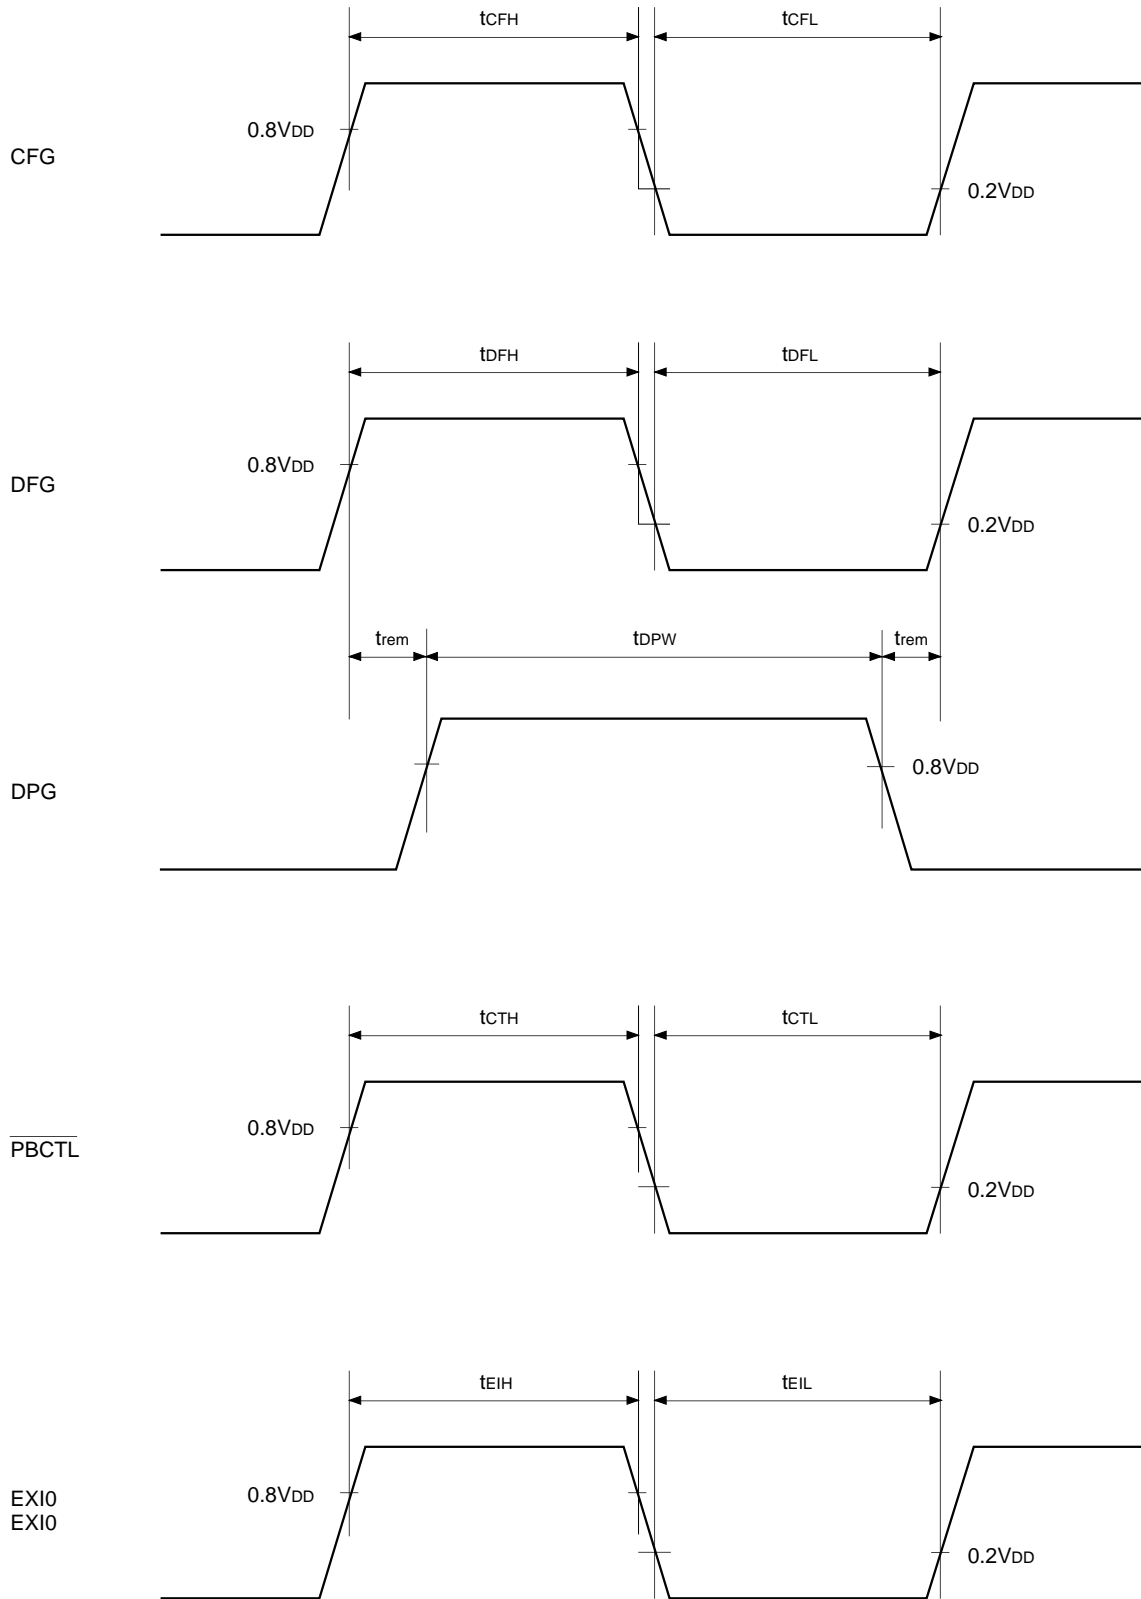 tCFH tCFL
0.8VDD
CFG
0.2VDD
tDFH tDFL
0.8VDD
DFG
0.2VDD
trem tDPW trem
0.8VDD
DPG
tCTH tCTL
0.8VDD
PBCTL
0.2VDD
tEIH tEIL
0.8VDD
EXI0
EXI0
0.2VDD